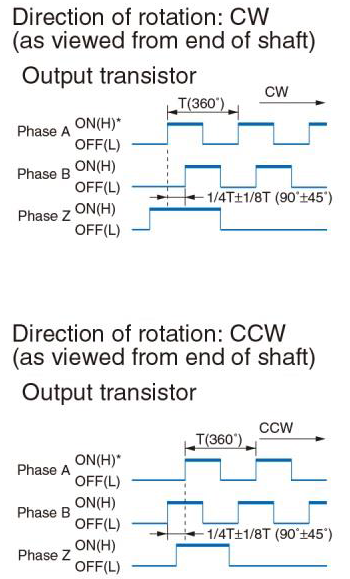 Direction of rotation: CW
(as viewed from end of shaft)
Output transistor
CW
T(360˚)
Phase A ON(H)*
OFF(L)
Phase B ON(H)
OFF(L)
1/4T±1/8T (90˚±45˚)
Phase Z ON(H)
OFF(L)
Direction of rotation: CCW
(as viewed from end of shaft)
Output transistor
CCW
T(360˚)
Phase A ON(H)*
OFF(L)
Phase B ON(H)
OFF(L)
1/4T±1/8T (90˚±45˚)
Phase Z ON(H)
OFF(L)